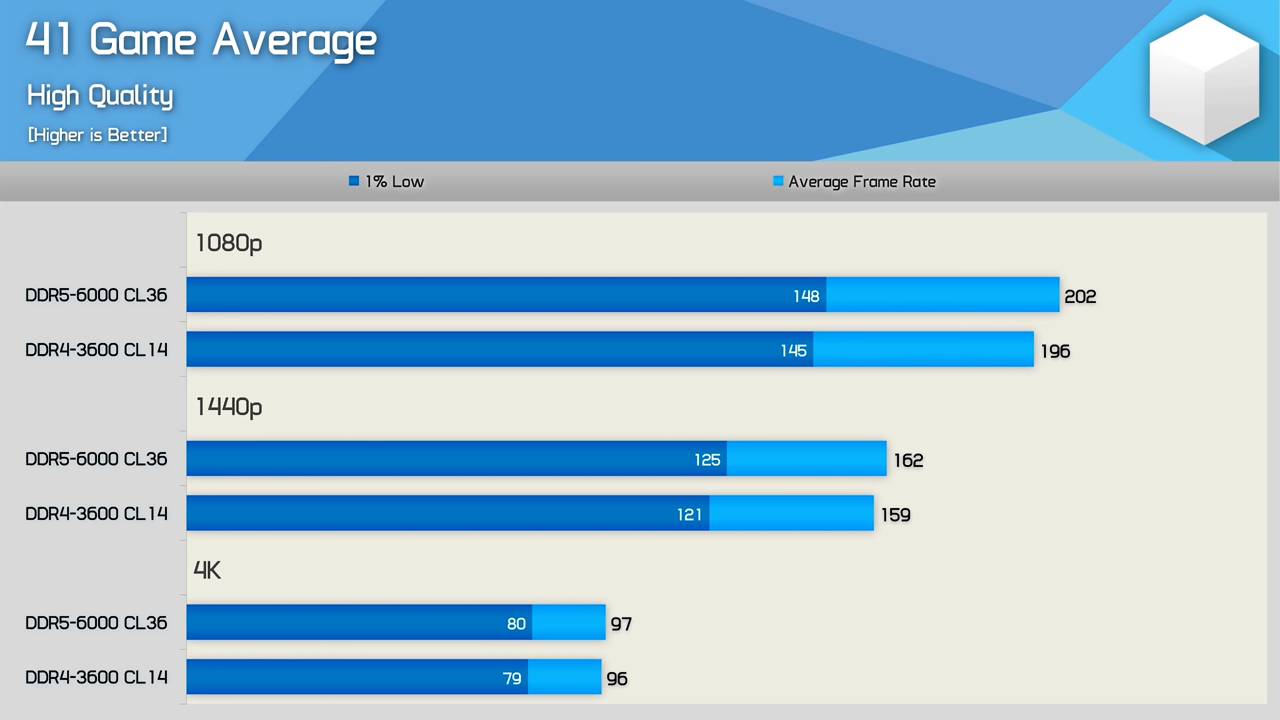 41 Game Average
High Quality
[Higher is Better]
1% Low
Average Frame Rate
1080p
DDR5-6000 CL36 148 202
DDR4-3600 CL14 145 196
1440p
DDR5-6000 CL36 125 162
DDR4-3600 CL14 121 159
4K
DDR5-6000 CL36 80 97
DDR4-3600 CL14 79 96